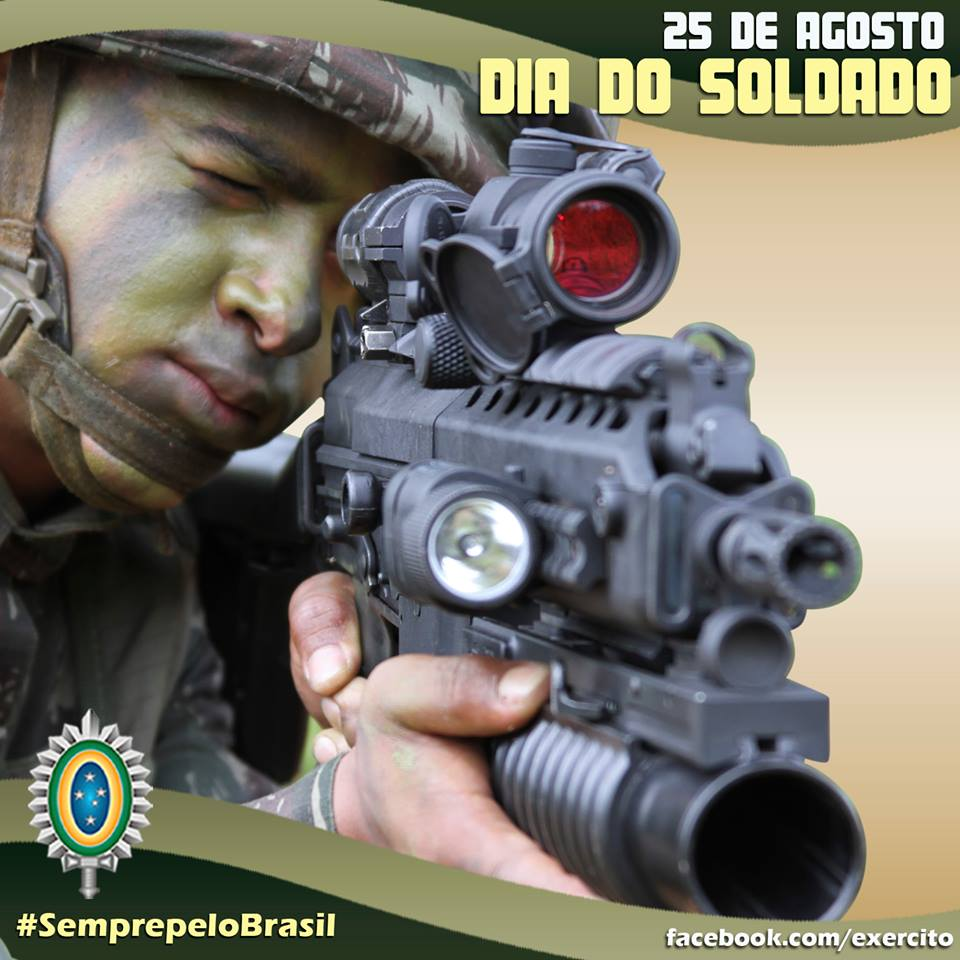 25 DE AGOSTO
DIA DO SOLDADO
#SemprepeloBrasil
facebook.com/exercito